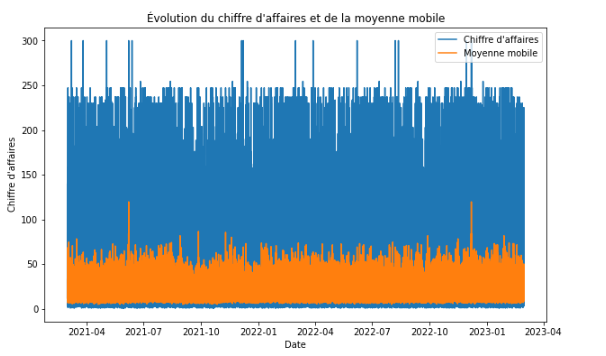 Évolution du chiffre d'affaires et de la moyenne mobile
Chiffre d'affaires
Moyenne mobile
Chiffre d'affaires
300
250
200
150
100
50
0
2021-04 2021-07 2021-10 2022-01 2022-04 2022-07 2022-10 2023-01 2023-04
Date